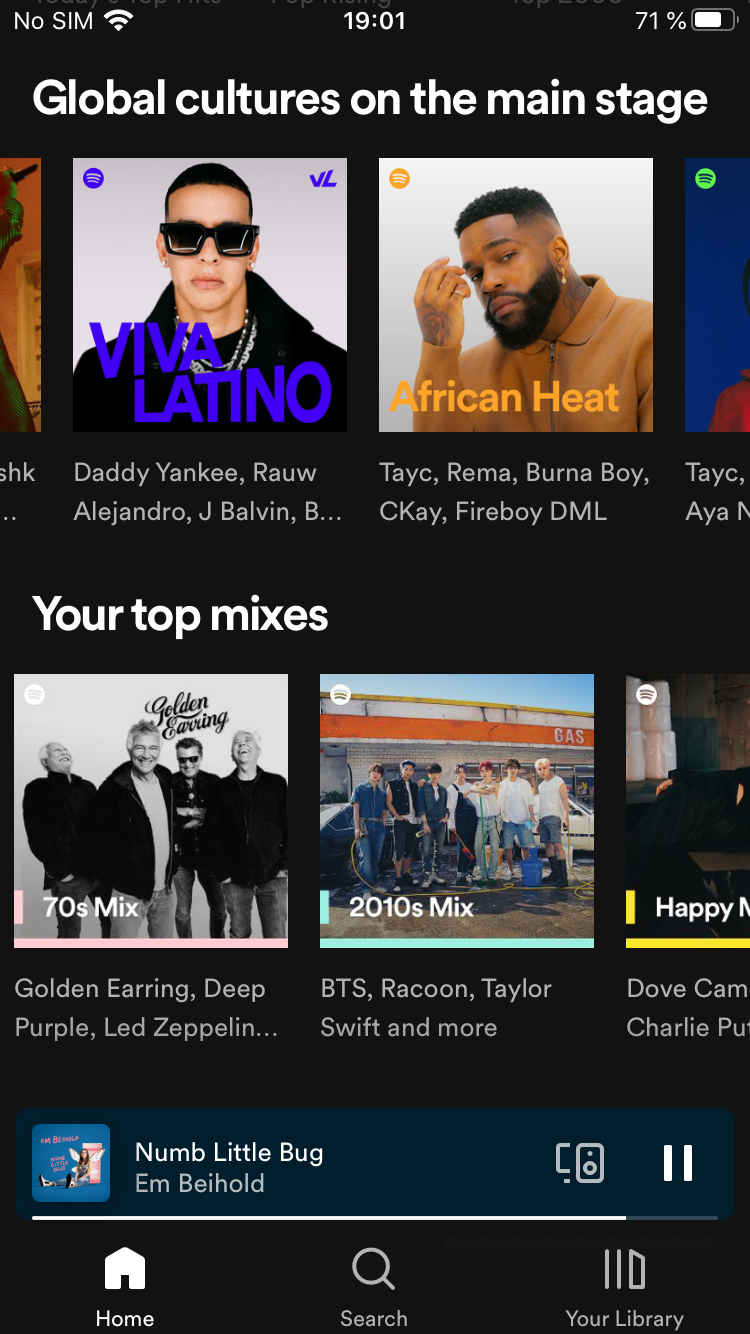 No SIM 19:01 71 %
Global cultures on the main stage
VL
VIVA
LATINO
African Heat
shk
Daddy Yankee, Rauw
Alejandro, J Balvin, B...
Tayc, Rema, Burna Boy,
CKay, Fireboy DML
Tayc,
Aya N
Your top mixes
Golden
Earring
70s Mix
GAS
2010s Mix
Happy M
Golden Earring, Deep
Purple, Led Zeppelin...
BTS, Racoon, Taylor
Swift and more
Dove Cam
Charlie Put
EM BEIHOLD
NUMB
LITTLE
BUG
Numb Little Bug
Em Beihold
Home
Search
Your Library